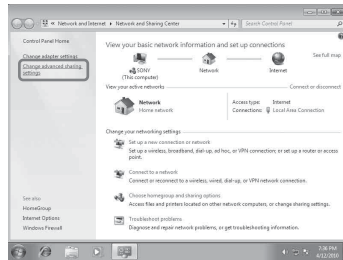 « Network and Internet ▸ Network and Sharing Center
Search Control Panel
Control Panel Home
Change adapter settings
Change advanced sharing
settings
View your basic network information and set up connections
See full map
SONY
(This computer)
Network
Internet
View your active networks
Connect or disconnect
Network
Home network
Access type: Internet
Connections: Local Area Connection
Change your networking settings
Set up a new connection or network
Set up a wireless, broadband, dial-up, ad hoc, or VPN connection; or set up a router or access
point.
Connect to a network
Connect or reconnect to a wireless, wired, dial-up, or VPN network connection.
Choose homegroup and sharing options
Access files and printers located on other network computers, or change sharing settings.
Troubleshoot problems
Diagnose and repair network problems, or get troubleshooting information.
See also
HomeGroup
Internet Options
Windows Firewall
7:36 PM
4/12/2010